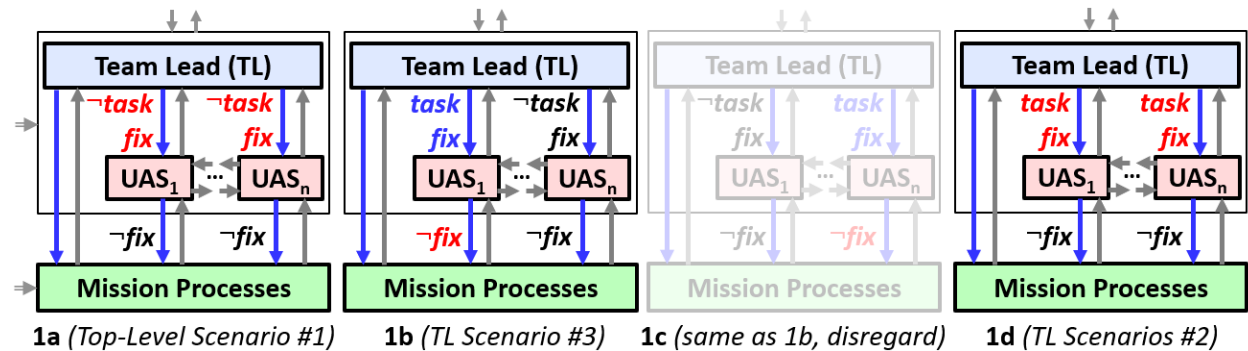 Team Lead (TL)
¬task ¬task
fix fix
UAS1 ... UASn
¬fix ¬fix
Mission Processes
1a (Top-Level Scenario #1)
Team Lead (TL)
task ¬task
fix fix
UAS1 ... UASn
¬fix ¬fix
Mission Processes
1b (TL Scenario #3)
Team Lead (TL)
¬task task
fix fix
UAS1 ... UASn
¬fix ¬fix
Mission Processes
1c (same as 1b, disregard)
Team Lead (TL)
task task
fix fix
UAS1 ... UASn
¬fix ¬fix
Mission Processes
1d (TL Scenarios #2)